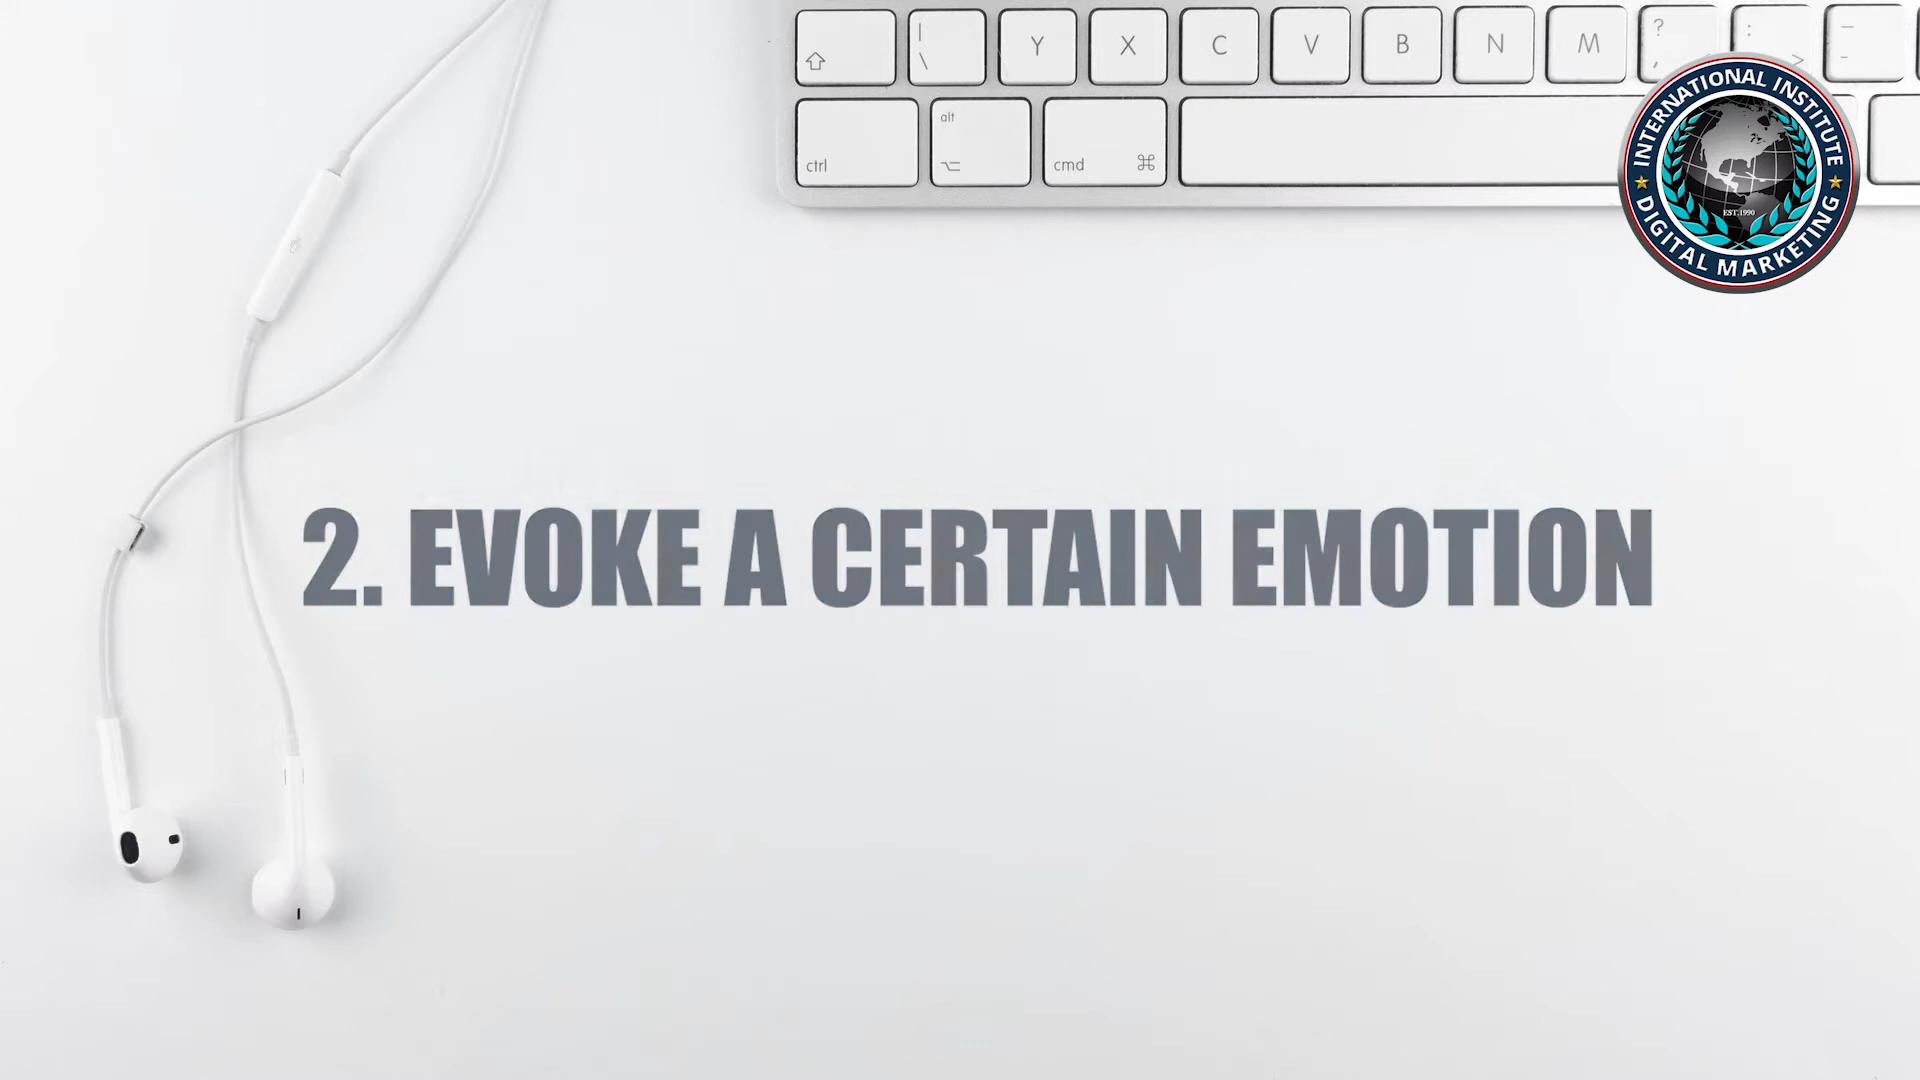 | \ Y X C V B N M ? , : > _ -
alt
ctrl cmd ⌘
INTERNATIONAL INSTITUTE
EST.1990
DIGITAL MARKETING
2. EVOKE A CERTAIN EMOTION